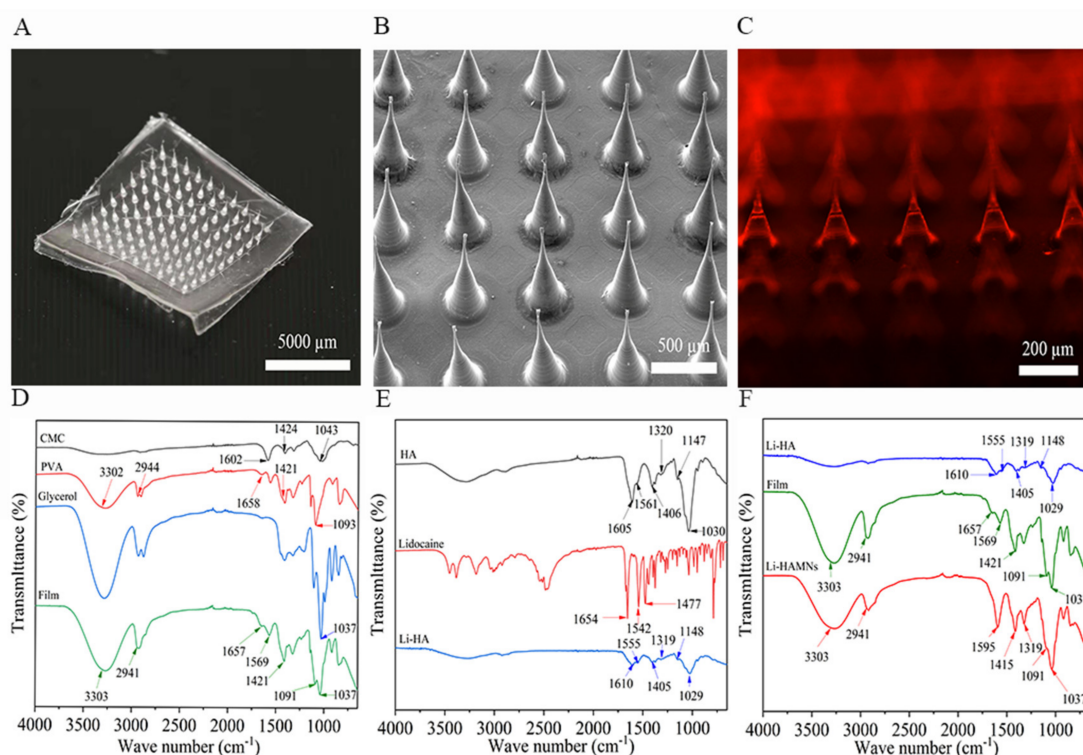 A
B
C
5000 µm
500 µm
200 µm
D
CMC
1424
1043
1602
PVA
3302
2944
1421
1658
1093
Glycerol
1037
Film
1657
1569
2941
1421
3303
1091
1037
4000 3500 3000 2500 2000 1500 1000
Wave number (cm⁻¹)
Transmittance (%)
E
HA
1320
1147
1561
1406
1605
1030
Lidocaine
1654
1542
1477
Li-HA
1555
1319
1148
1610
1405
1029
4000 3500 3000 2500 2000 1500 1000
Wave number (cm⁻¹)
Transmittance (%)
F
Li-HA
1555
1319
1148
1610
1405
1029
Film
1657
1569
2941
1421
3303
1091
Li-HAMNs
2941
3303
1595
1415
1319
1091
1037
4000 3500 3000 2500 2000 1500 1000
Wave number (cm⁻¹)
Transmittance (%)